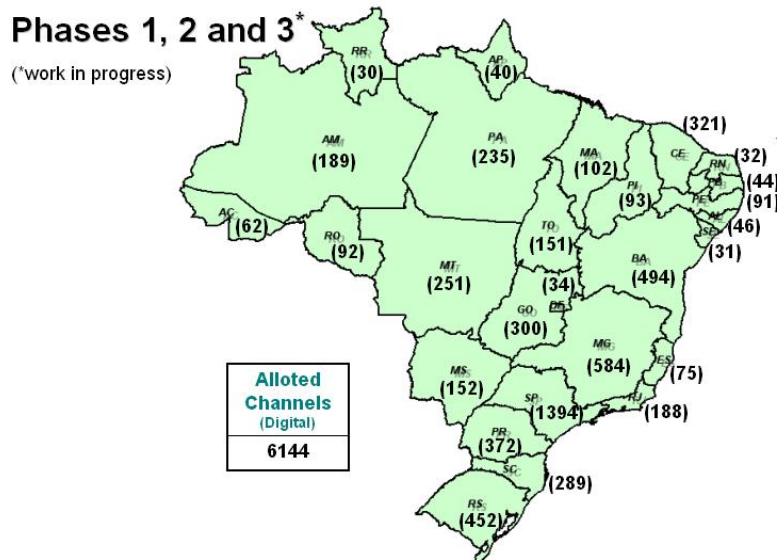 Phases 1, 2 and 3*
(*work in progress)
RR
(30)
AP
(40)
(321)
AM
(189)
PA
(235)
MA
(102)
CE
RN
(32)
PB
(44)
PI
(93)
PE
(91)
AC
(62)
AL
(46)
RO
(92)
TO
(151)
SE
(31)
MT
(251)
BA
(494)
(34)
DF
GO
(300)
MG
(584)
ES
(75)
MS
(152)
SP
(1394)
RJ
(188)
PR
(372)
SC
(289)
RS
(452)
Alloted
Channels
(Digital)
6144